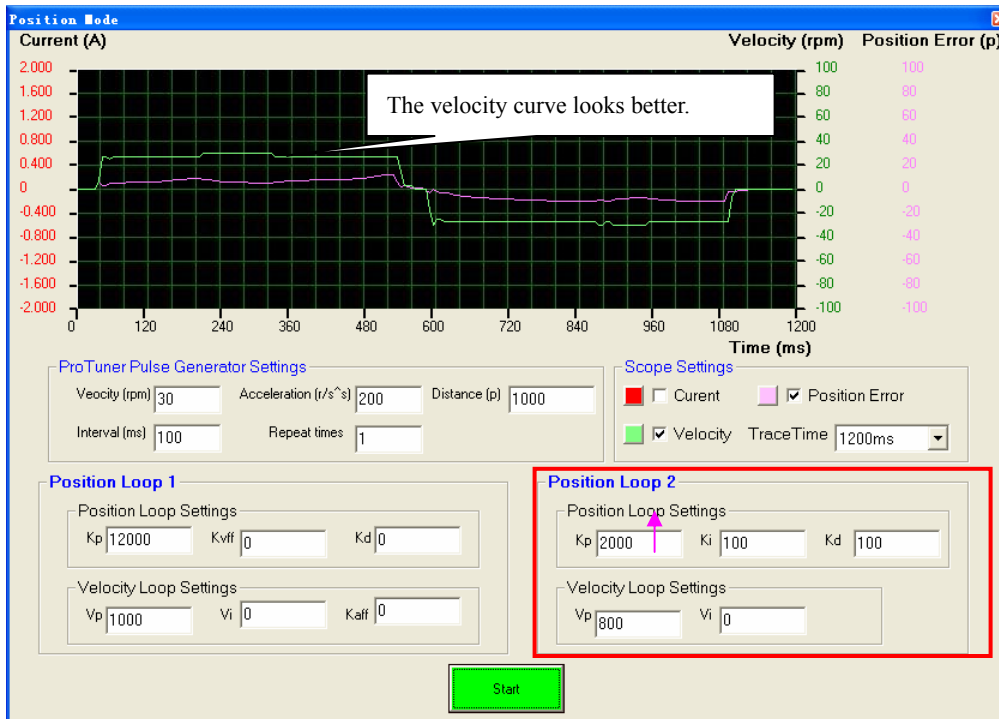 Position Mode
Current (A) Velocity (rpm) Position Error (p)
2.000 100 100
1.600 80 80
1.200 60 60
0.800 40 40
0.400 20 20
0 0 0
-0.400 -20 -20
-0.800 -40 -40
-1.200 -60 -60
-1.600 -80 -80
-2.000 -100 -100
The velocity curve looks better.
0 120 240 360 480 600 720 840 960 1080 1200
Time (ms)
ProTuner Pulse Generator Settings
Veocity (rpm) 30 Acceleration (r/s^s) 200 Distance (p) 1000
Interval (ms) 100 Repeat times 1
Scope Settings
Curent Position Error
Velocity TraceTime 1200ms
Position Loop 1
Position Loop Settings
Kp 12000 Kvff 0 Kd 0
Velocity Loop Settings
Vp 1000 Vi 0 Kaff 0
Position Loop 2
Position Loop Settings
Kp 2000 Ki 100 Kd 100
Velocity Loop Settings
Vp 800 Vi 0
Start